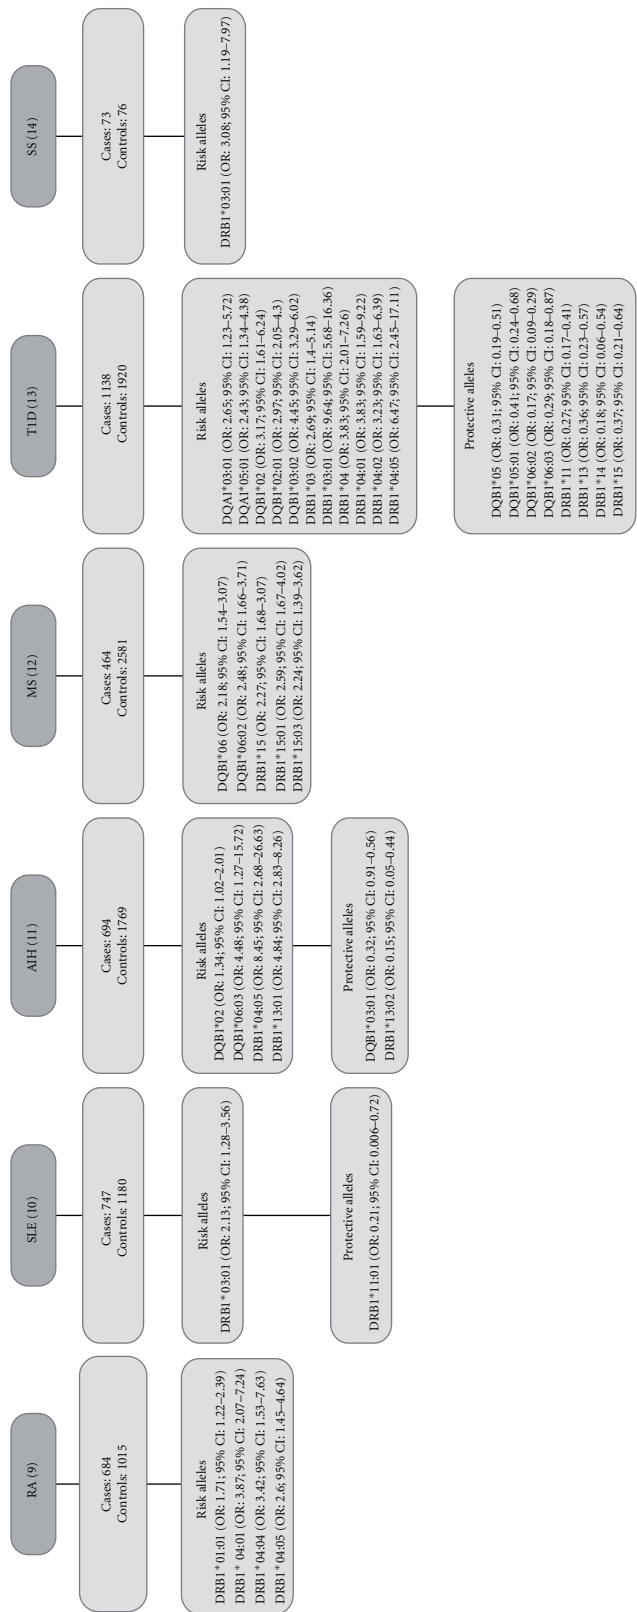 RA (9)
Cases: 684
Controls: 1015
Risk alleles
DRB1*01:01 (OR: 1.71; 95% CI: 1.22–2.39)
DRB1* 04:01 (OR: 3.87; 95% CI: 2.07–7.24)
DRB1*04:04 (OR: 3.42; 95% CI: 1.53–7.63)
DRB1*04:05 (OR: 2.6; 95% CI: 1.45–4.64)
SLE (10)
Cases: 747
Controls: 1180
Risk alleles
DRB1* 03:01 (OR: 2.13; 95% CI: 1.28–3.56)
Protective alleles
DRB1*11:01 (OR: 0.21; 95% CI: 0.006–0.72)
AIH (11)
Cases: 694
Controls: 1769
Risk alleles
DQB1*02 (OR: 1.34; 95% CI: 1.02–2.01)
DQB1*06:03 (OR: 4.48; 95% CI: 1.27–15.72)
DRB1*04:05 (OR: 8.45; 95% CI: 2.68–26.63)
DRB1*13:01 (OR: 4.84; 95% CI: 2.83–8.26)
Protective alleles
DQB1*03:01 (OR: 0.32; 95% CI: 0.91–0.56)
DRB1*13:02 (OR: 0.15; 95% CI: 0.05–0.44)
MS (12)
Cases: 464
Controls: 2581
Risk alleles
DQB1*06 (OR: 2.18; 95% CI: 1.54–3.07)
DQB1*06:02 (OR: 2.48; 95% CI: 1.66–3.71)
DRB1*15 (OR: 2.27; 95% CI: 1.68–3.07)
DRB1*15:01 (OR: 2.59; 95% CI: 1.67–4.02)
DRB1*15:03 (OR: 2.24; 95% CI: 1.39–3.62)
T1D (13)
Cases: 1138
Controls: 1920
Risk alleles
DQA1*03:01 (OR: 2.65; 95% CI: 1.23–5.72)
DQA1*05:01 (OR: 2.43; 95% CI: 1.34–4.38)
DQB1*02 (OR: 3.17; 95% CI: 1.61–6.24)
DQB1*02:01 (OR: 2.97; 95% CI: 2.05–4.3)
DQB1*03:02 (OR: 4.45; 95% CI: 3.29–6.02)
DRB1*03 (OR: 2.69; 95% CI: 1.4–5.14)
DRB1*03:01 (OR: 9.64; 95% CI: 5.68–16.36)
DRB1*04 (OR: 3.83; 95% CI: 2.01–7.26)
DRB1*04:01 (OR: 3.83; 95% CI: 1.59–9.22)
DRB1*04:02 (OR: 3.23; 95% CI: 1.63–6.39)
DRB1*04:05 (OR: 6.47; 95% CI: 2.45–17.11)
Protective alleles
DQB1*05 (OR: 0.31; 95% CI: 0.19–0.51)
DQB1*05:01 (OR: 0.41; 95% CI: 0.24–0.68)
DQB1*06:02 (OR: 0.17; 95% CI: 0.09–0.29)
DQB1*06:03 (OR: 0.29; 95% CI: 0.18–0.87)
DRB1*11 (OR: 0.27; 95% CI: 0.17–0.41)
DRB1*13 (OR: 0.36; 95% CI: 0.23–0.57)
DRB1*14 (OR: 0.18; 95% CI: 0.06–0.54)
DRB1*15 (OR: 0.37; 95% CI: 0.21–0.64)
SS (14)
Cases: 73
Controls: 76
Risk alleles
DRB1*03:01 (OR: 3.08; 95% CI: 1.19–7.97)